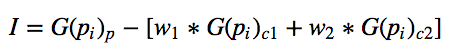 I = G(p_i)_p − [w_1 * G(p_i)_{c1} + w_2 * G(p_i)_{c2}]